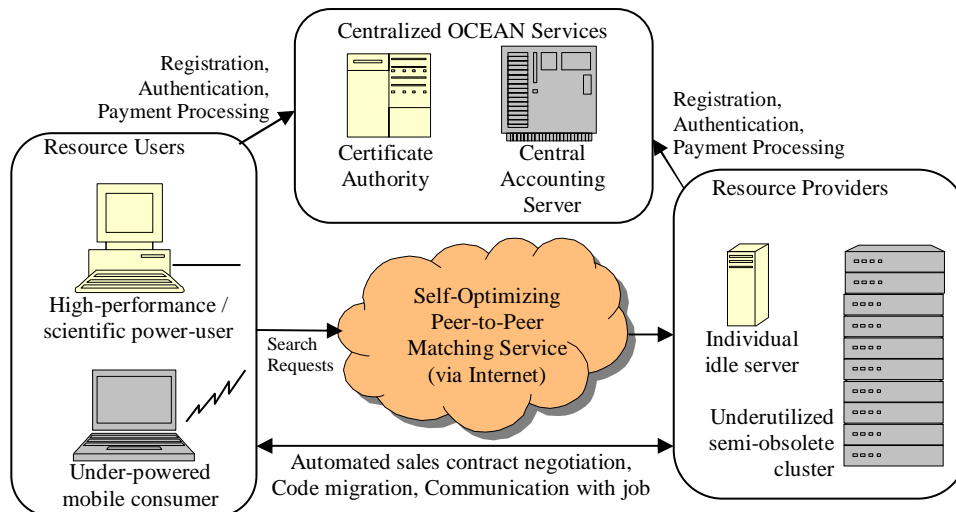 Centralized OCEAN Services
Certificate
Authority
Central
Accounting
Server
Registration,
Authentication,
Payment Processing
Registration,
Authentication,
Payment Processing
Resource Users
High-performance /
scientific power-user
Under-powered
mobile consumer
Search
Requests
Self-Optimizing
Peer-to-Peer
Matching Service
(via Internet)
Resource Providers
Individual
idle server
Underutilized
semi-obsolete
cluster
Automated sales contract negotiation,
Code migration, Communication with job